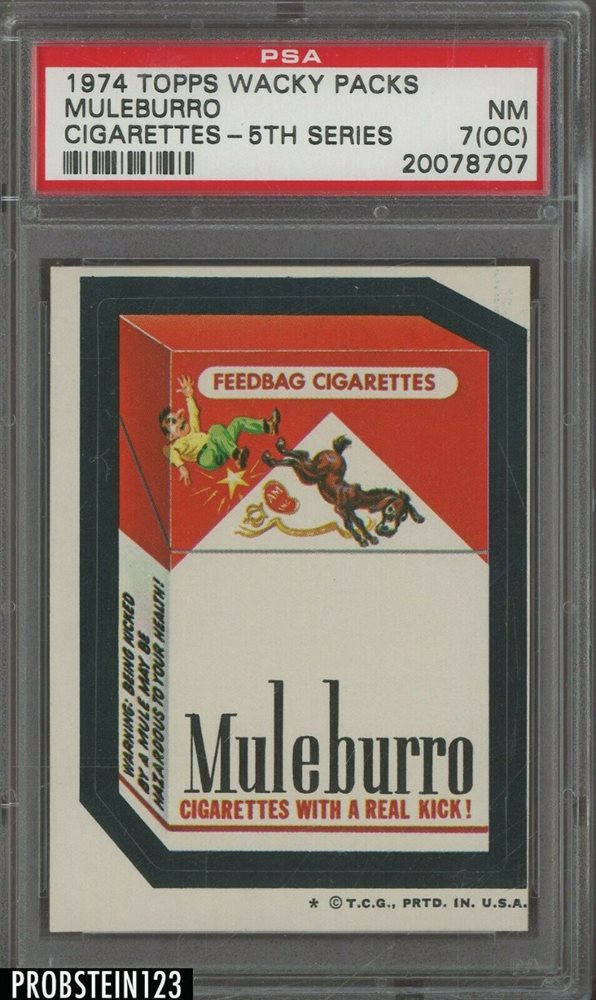 PSA
1974 TOPPS WACKY PACKS
MULEBURRO NM
CIGARETTES - 5TH SERIES 7(OC)
20078707
FEEDBAG CIGARETTES
WARNING: BEING KICKED
BY A MULE MAY BE
HAZARDOUS TO YOUR HEALTH!
Muleburro
CIGARETTES WITH A REAL KICK!
* © T.C.G., PRTD. IN. U.S.A.
PROBSTEIN123